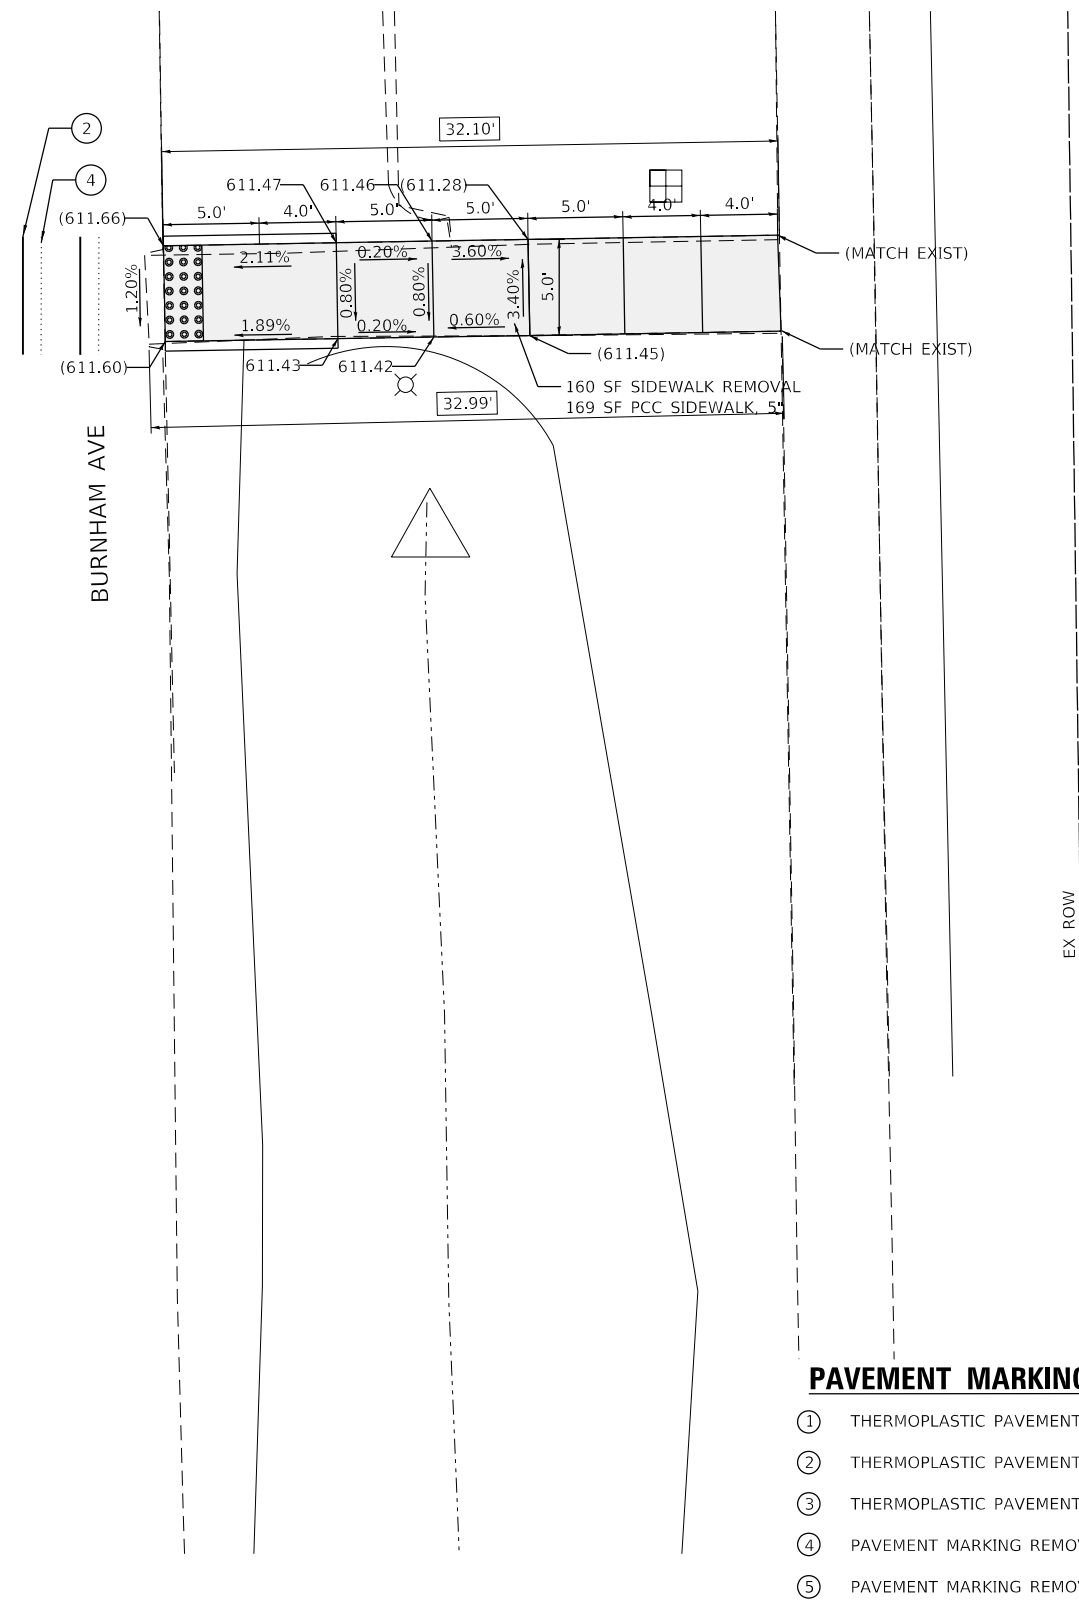 2
32.10'
4
611.47
611.46
(611.28)
(611.66)
5.0'
4.0'
5.0'
5.0'
5.0'
4.0'
4.0'
(MATCH EXIST)
2.11%
0.20%
3.60%
1.20%
0.80%
0.80%
3.40%
5.0'
1.89%
0.20%
0.60%
(611.60)
611.43
611.42
(611.45)
(MATCH EXIST)
160 SF SIDEWALK REMOVAL
169 SF PCC SIDEWALK, 5"
32.99'
BURNHAM AVE
EX ROW
PAVEMENT MARKING
1 THERMOPLASTIC PAVEMENT
2 THERMOPLASTIC PAVEMENT
3 THERMOPLASTIC PAVEMENT
4 PAVEMENT MARKING REMO
5 PAVEMENT MARKING REMO